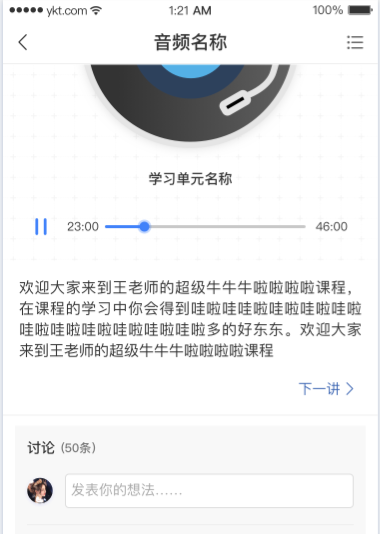 ykt.com 1:21 AM 100%
音频名称
学习单元名称
23:00 46:00
欢迎大家来到王老师的超级牛牛牛啦啦啦啦课程，
在课程的学习中你会得到哇啦哇哇啦哇啦哇啦哇啦
哇啦哇啦哇啦哇啦哇啦哇啦多的好东东。欢迎大家
来到王老师的超级牛牛牛啦啦啦啦课程
下一讲
讨论 (50条)
发表你的想法……